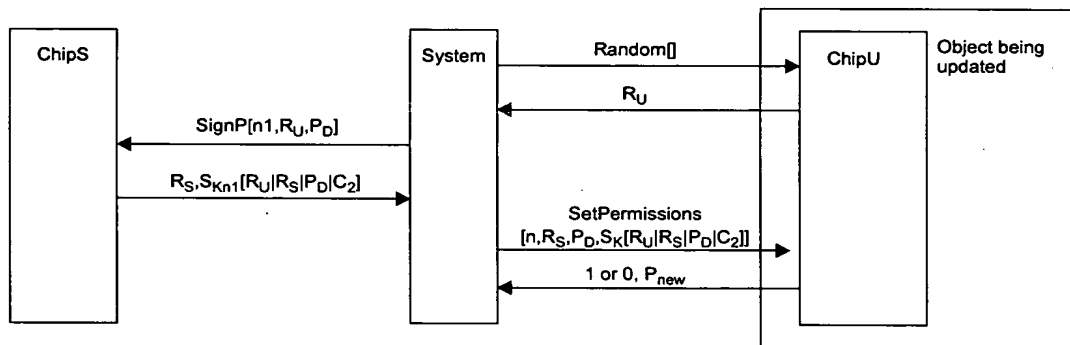 ChipS
System
ChipU
Object being
updated
Random[]
R_U
SignP[n1,R_U,P_D]
R_S,S_Kn1[R_U|R_S|P_D|C_2]
SetPermissions
[n,R_S,P_D,S_K[R_U|R_S|P_D|C_2]]
1 or 0, P_new